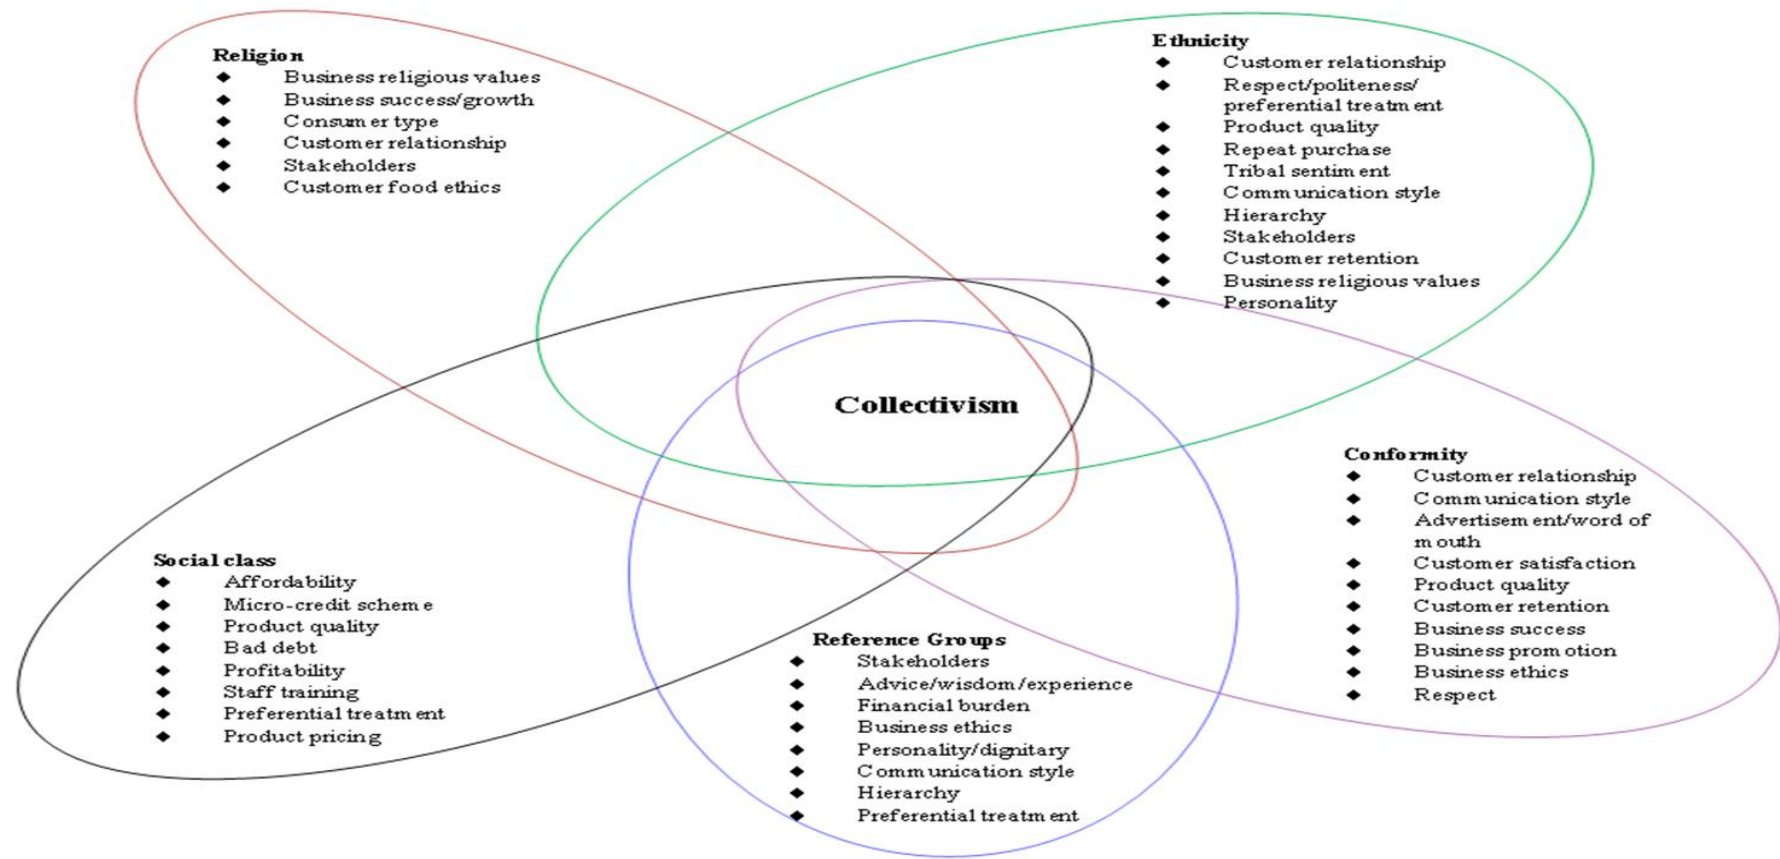 Religion
◆ Business religious values
◆ Business success/growth
◆ Consumer type
◆ Customer relationship
◆ Stakeholders
◆ Customer food ethics
Ethnicity
◆ Customer relationship
◆ Respect/politeness/
preferential treatment
◆ Product quality
◆ Repeat purchase
◆ Tribal sentiment
◆ Communication style
◆ Hierarchy
◆ Stakeholders
◆ Customer retention
◆ Business religious values
◆ Personality
Collectivism
Conformity
◆ Customer relationship
◆ Communication style
◆ Advertisement/word of
mouth
◆ Customer satisfaction
◆ Product quality
◆ Customer retention
◆ Business success
◆ Business promotion
◆ Business ethics
◆ Respect
Social class
◆ Affordability
◆ Micro-credit scheme
◆ Product quality
◆ Bad debt
◆ Profitability
◆ Staff training
◆ Preferential treatment
◆ Product pricing
Reference Groups
◆ Stakeholders
◆ Advice/wisdom/experience
◆ Financial burden
◆ Business ethics
◆ Personality/dignitary
◆ Communication style
◆ Hierarchy
◆ Preferential treatment